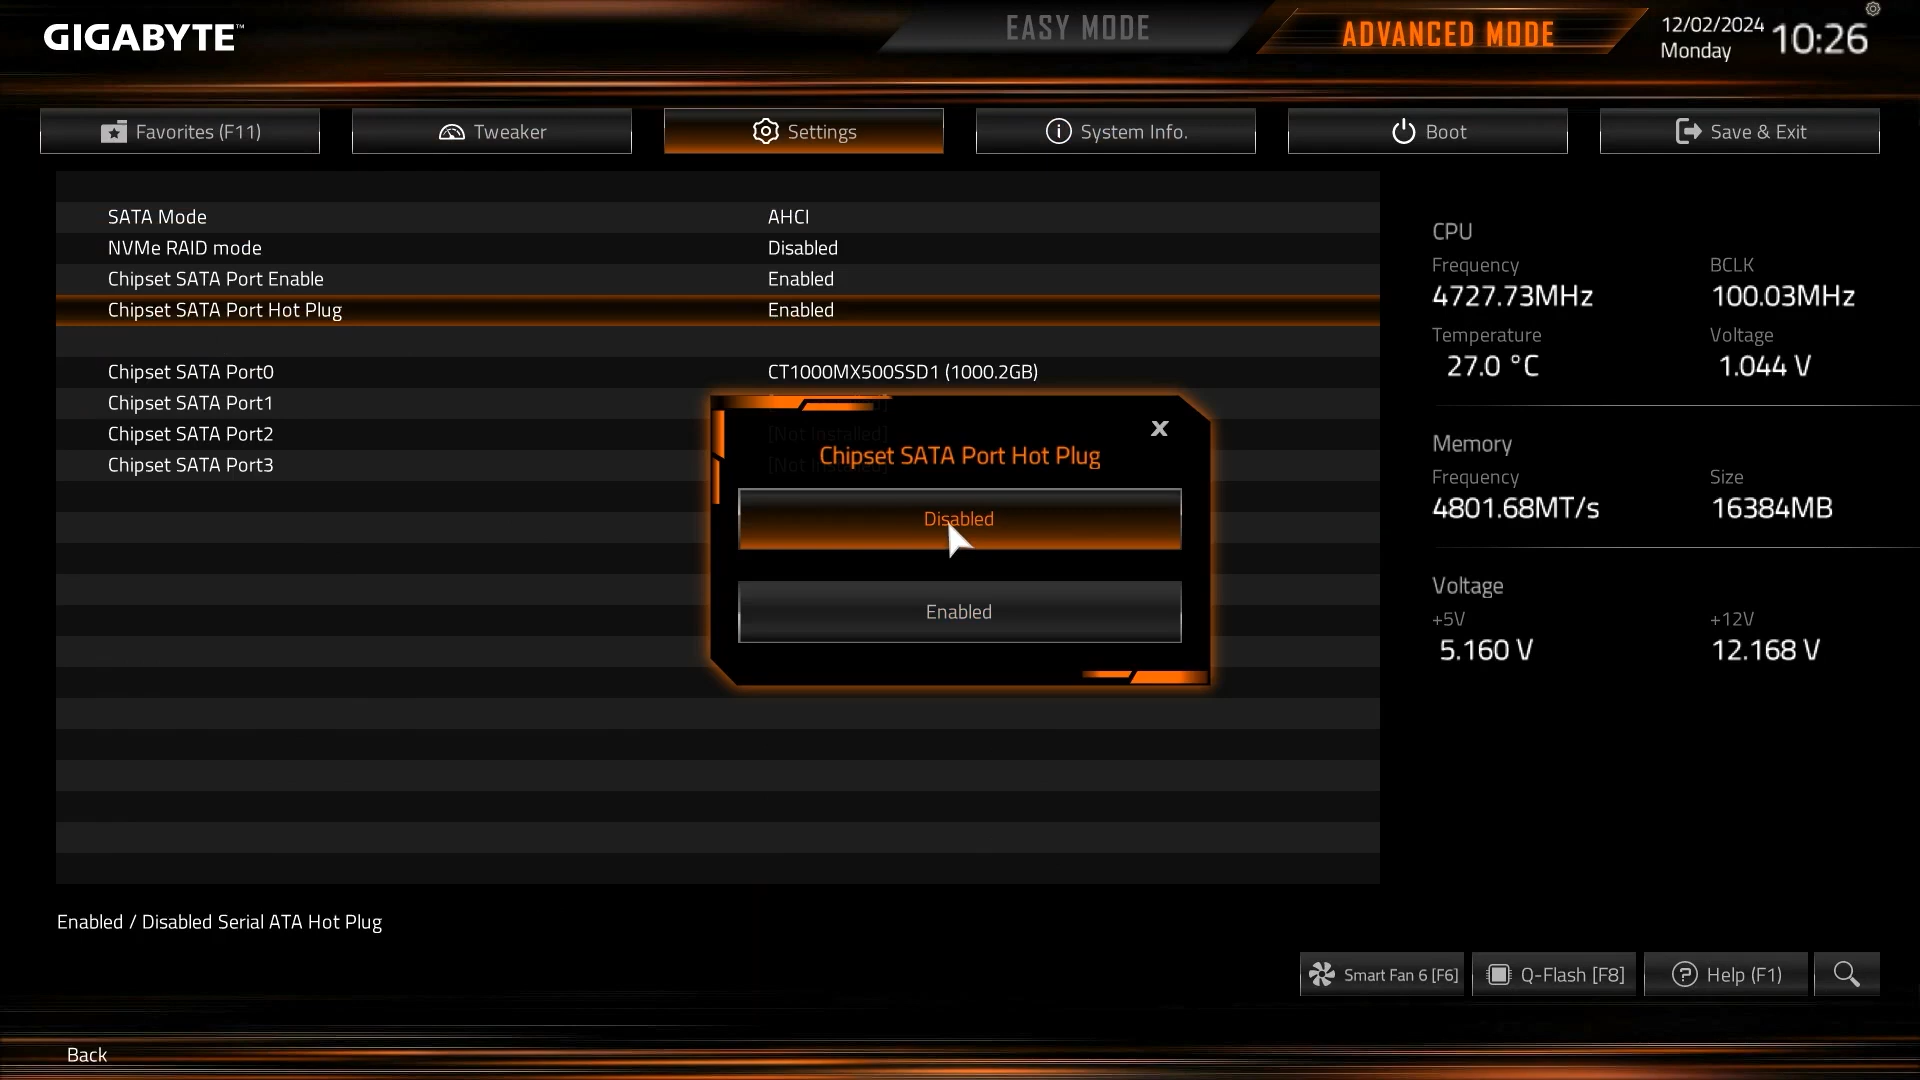 GIGABYTE™
EASY MODE
ADVANCED MODE
12/02/2024
Monday
10:26
Favorites (F11)
Tweaker
Settings
System Info.
Boot
Save & Exit
SATA Mode AHCI
NVMe RAID mode Disabled
Chipset SATA Port Enable Enabled
Chipset SATA Port Hot Plug Enabled
Chipset SATA Port0 CT1000MX500SSD1 (1000.2GB)
Chipset SATA Port1
Chipset SATA Port2 [Not Installed]
Chipset SATA Port3
X
Chipset SATA Port Hot Plug
Disabled
Enabled
CPU
Frequency BCLK
4727.73MHz 100.03MHz
Temperature Voltage
27.0 °C 1.044 V
Memory
Frequency Size
4801.68MT/s 16384MB
Voltage
+5V +12V
5.160 V 12.168 V
Enabled / Disabled Serial ATA Hot Plug
Smart Fan 6 [F6]
Q-Flash [F8]
Help (F1)
Back